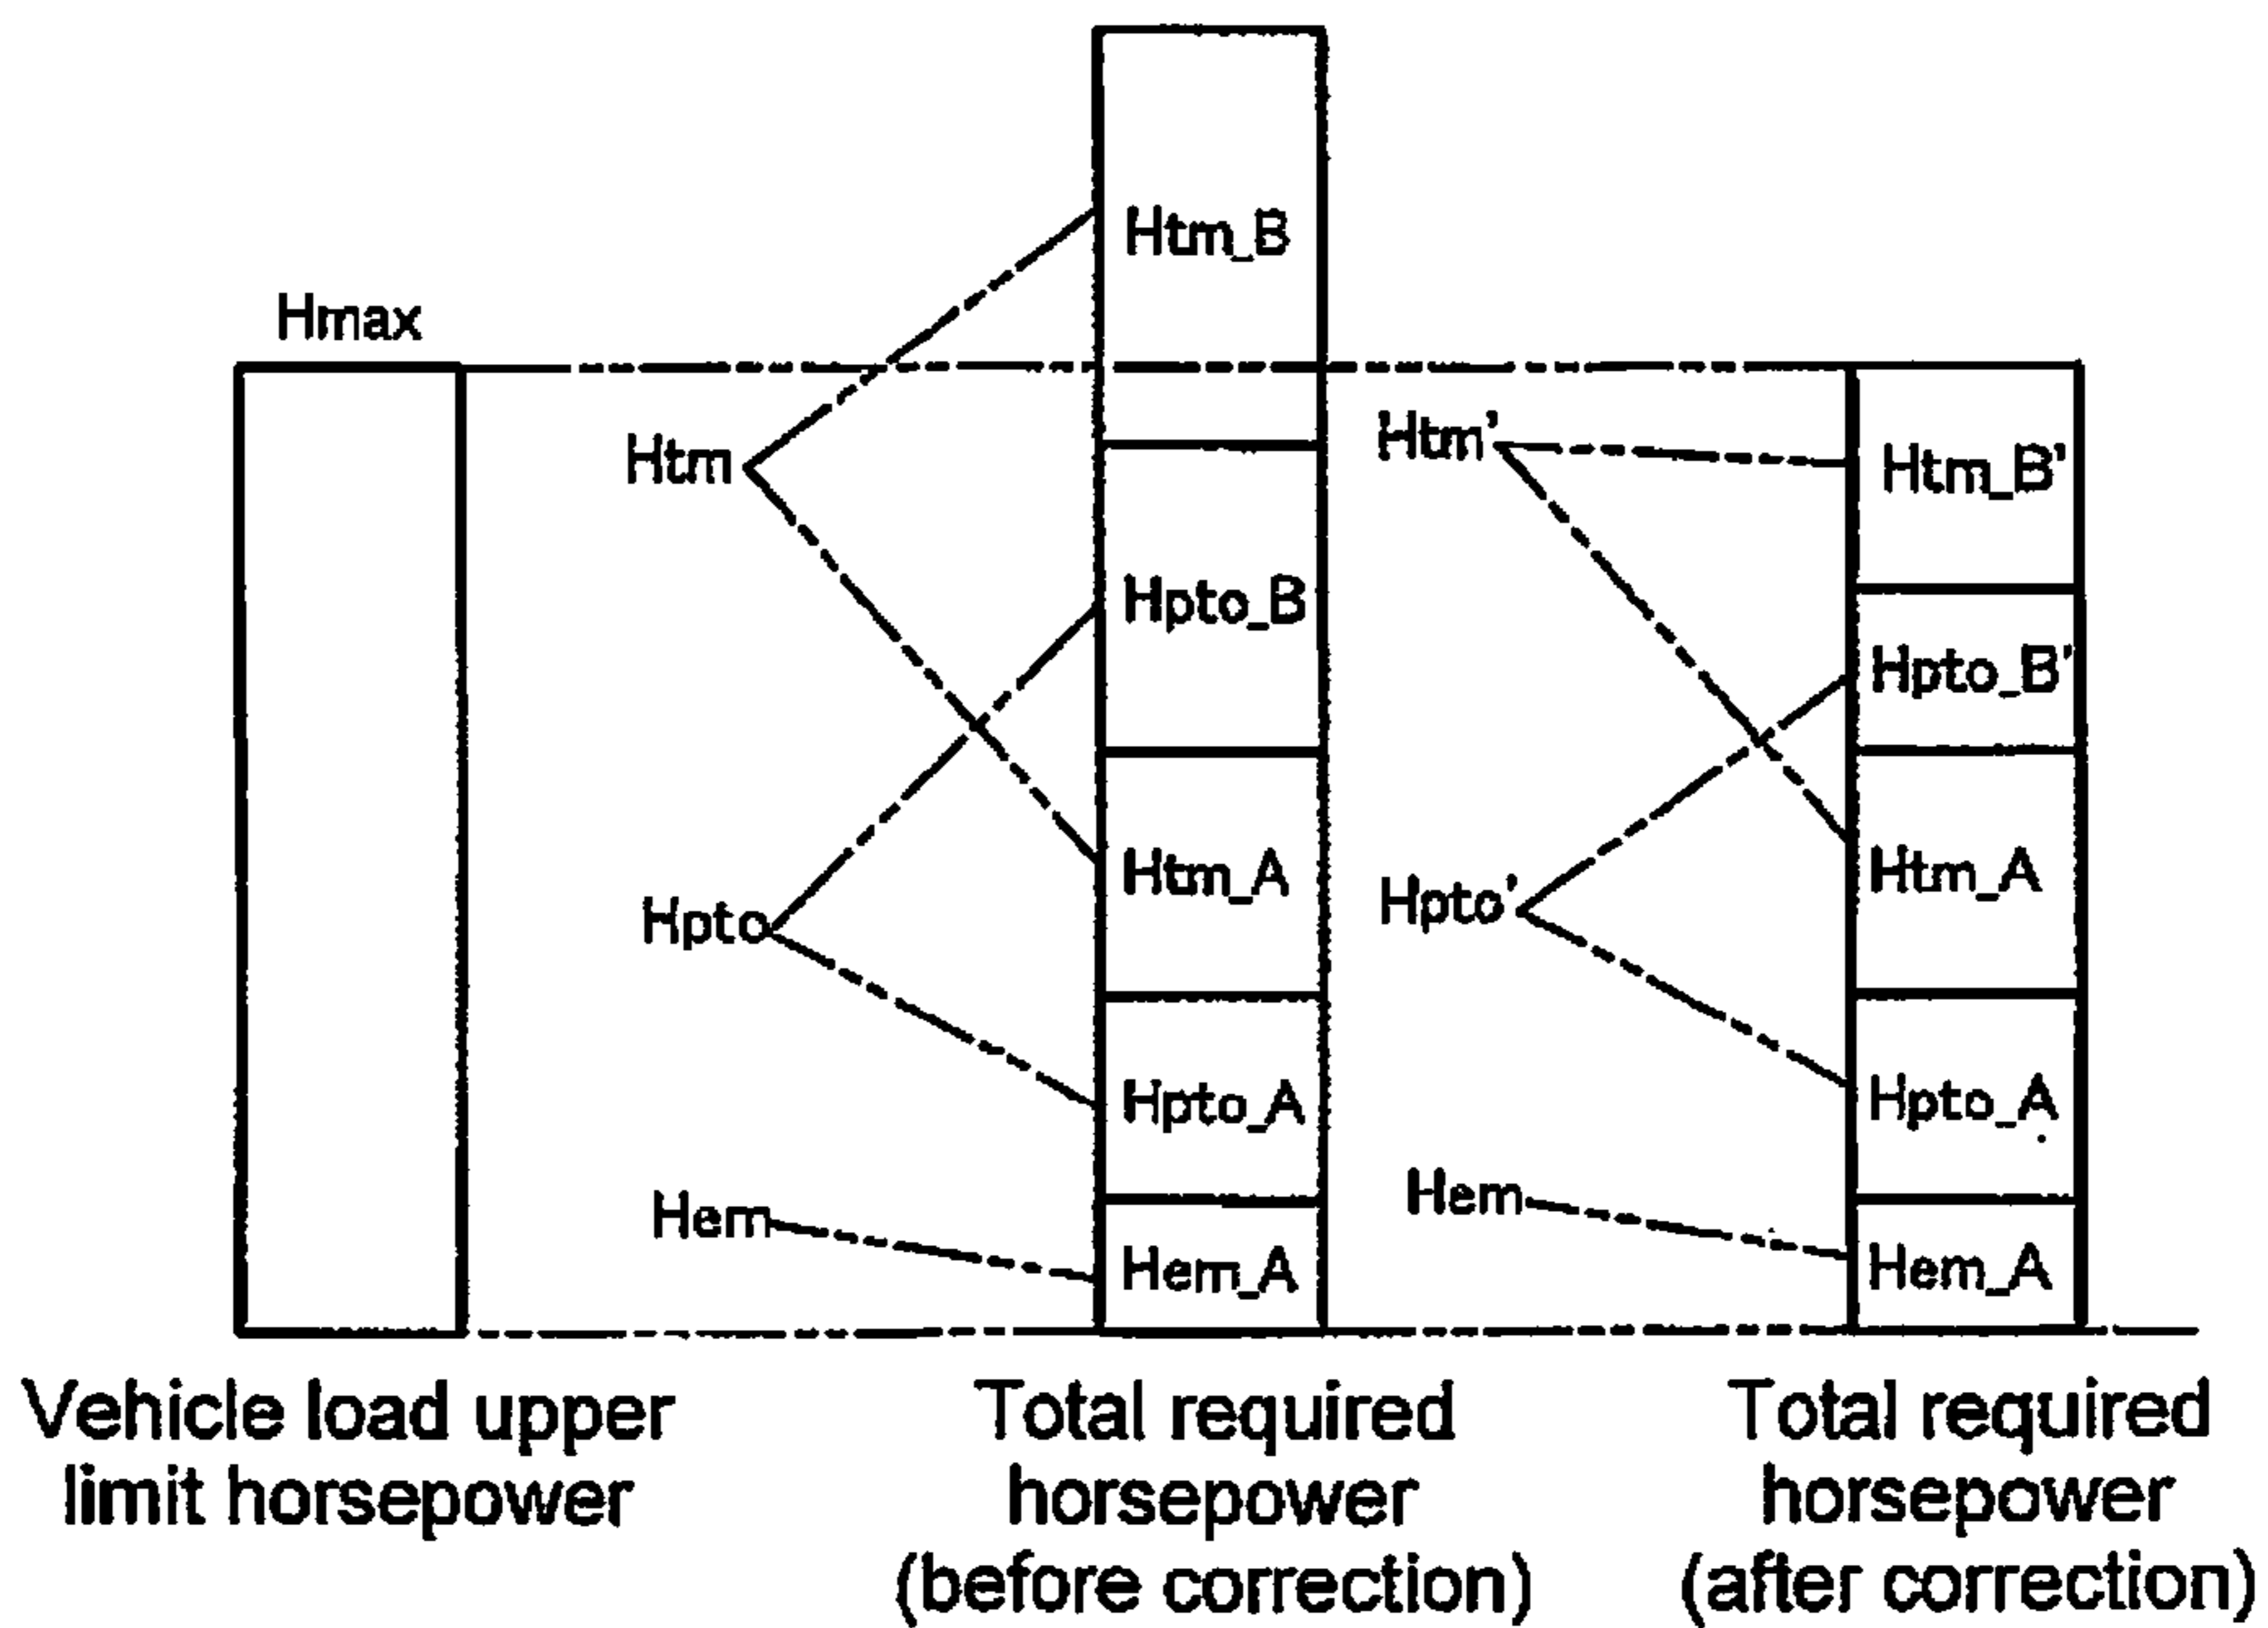 Hmax
Htm
Hpto
Hem
Htm_B
Hpto_B
Htm_A
Hpto_A
Hem_A
Htm'
Hpto'
Hem
Htm_B'
Hpto_B'
Htm_A
Hpto_A
Hem_A
Vehicle load upper
limit horsepower
Total required
horsepower
(before correction)
Total required
horsepower
(after correction)